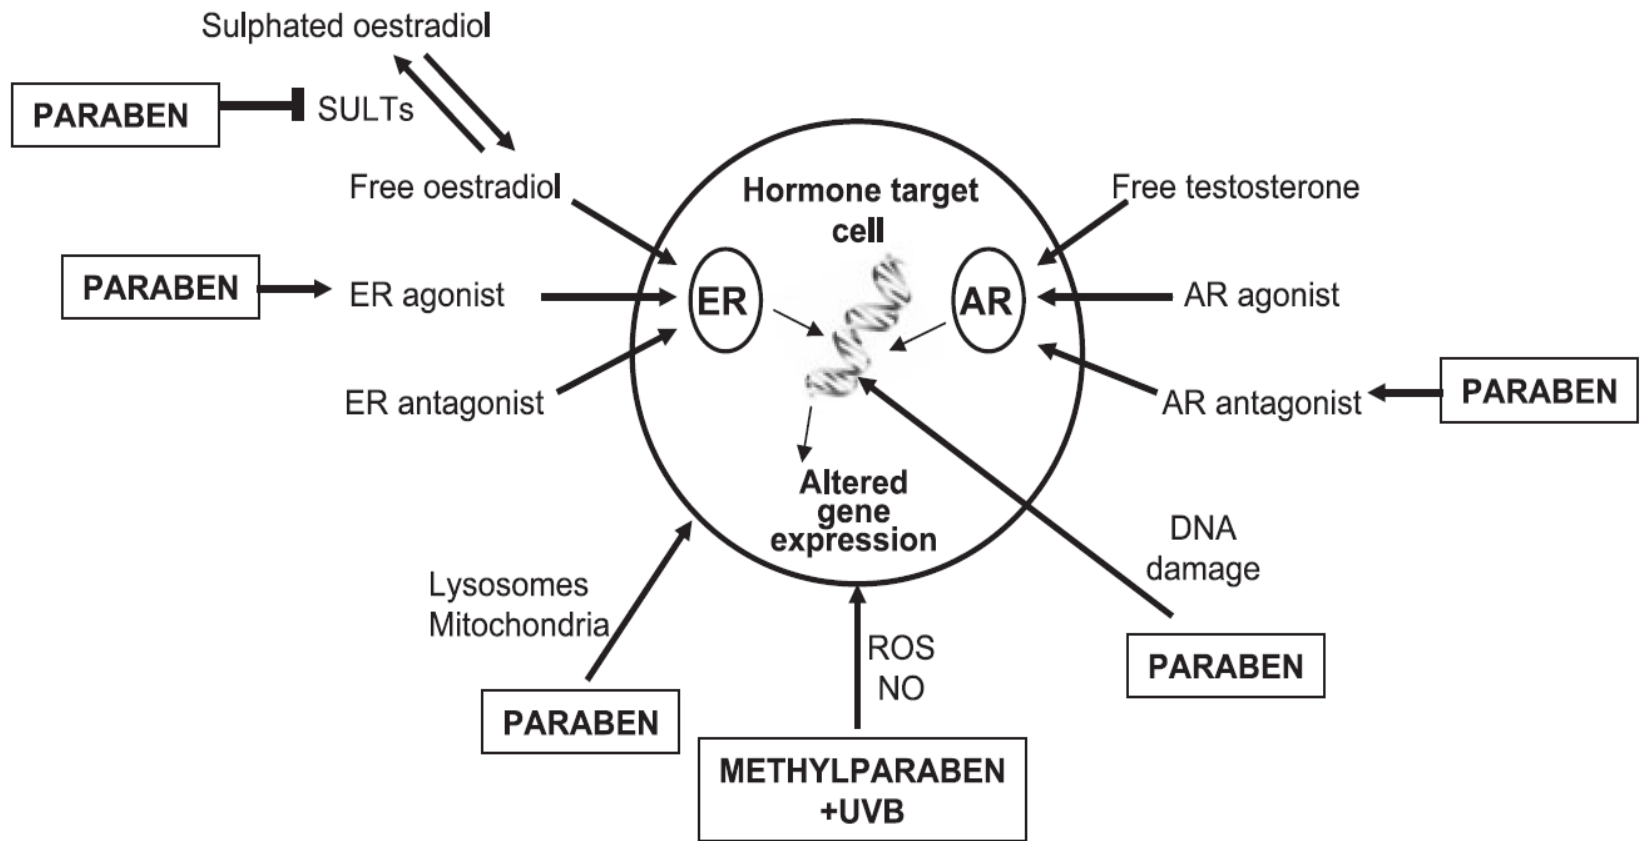 Sulphated oestradiol
PARABEN
SULTs
Free oestradiol
Hormone target
cell
Free testosterone
PARABEN
ER agonist
ER
AR
AR agonist
ER antagonist
AR antagonist
PARABEN
Altered
gene
expression
DNA
damage
Lysosomes
Mitochondria
ROS
NO
PARABEN
PARABEN
METHYLPARABEN
+UVB